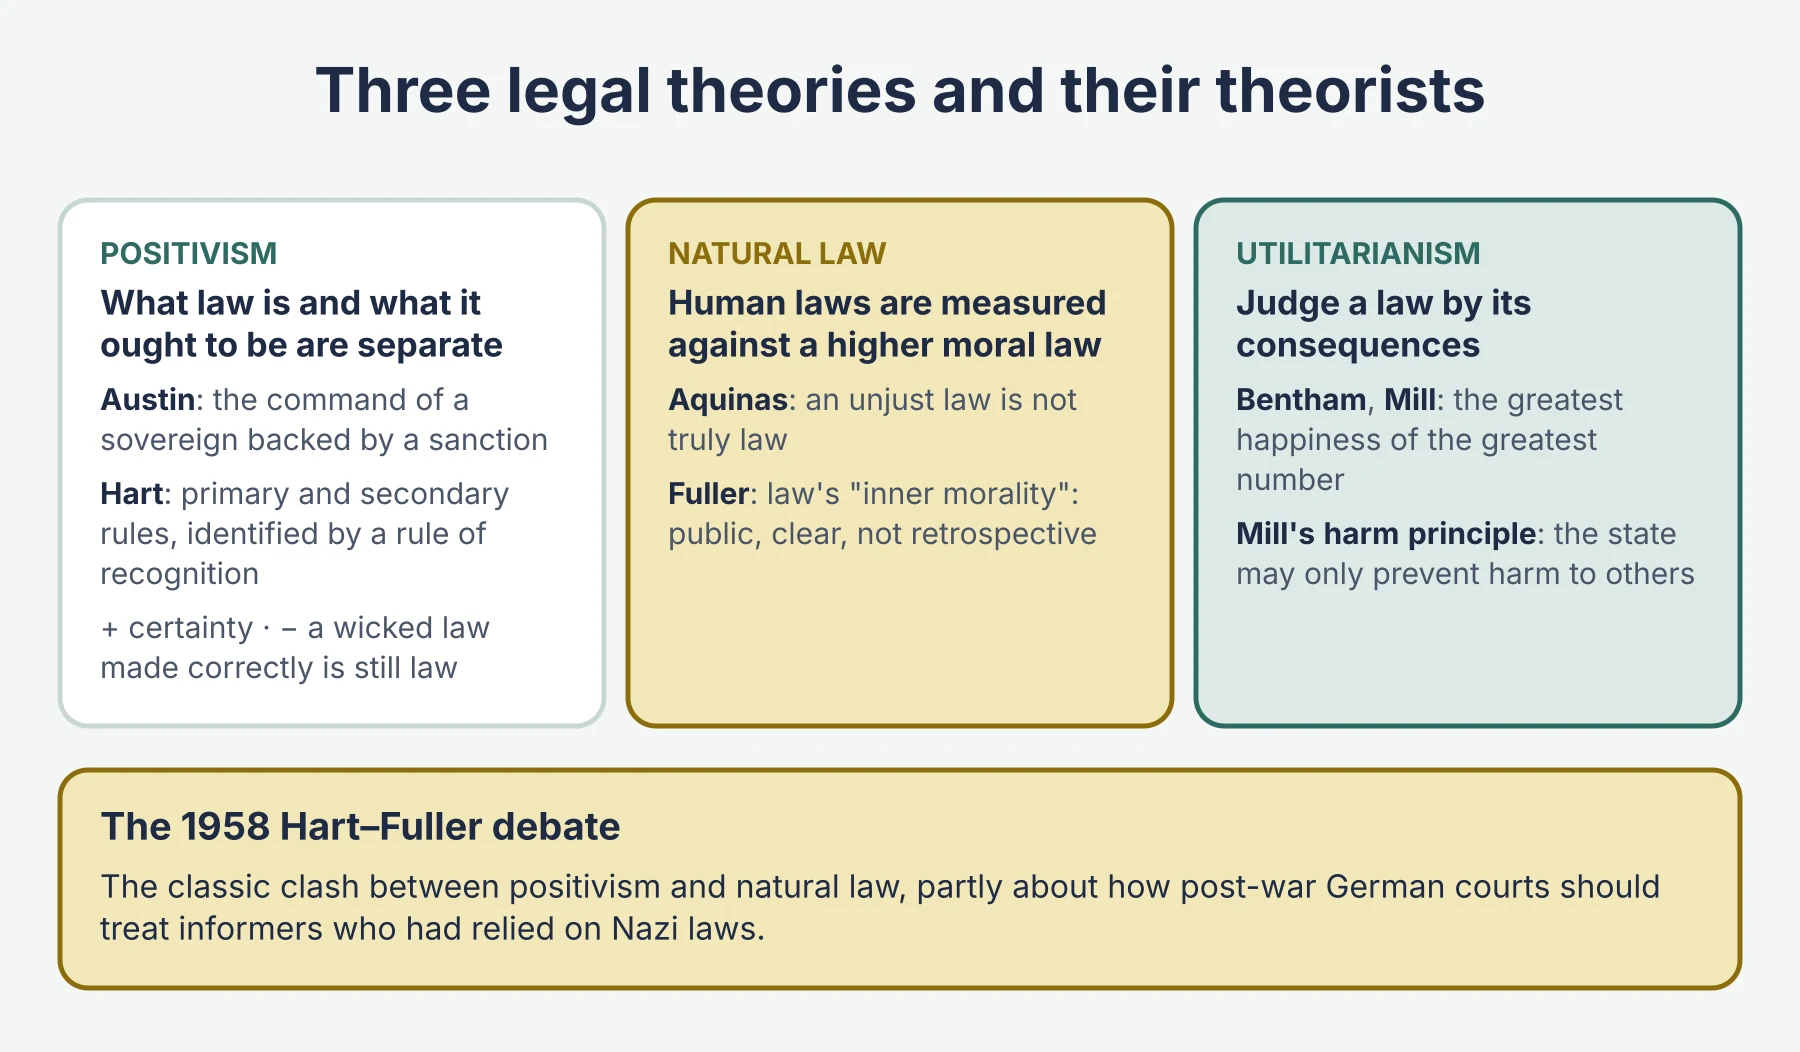 Three legal theories and their theorists
POSITIVISM
What law is and what it
ought to be are separate
Austin: the command of a
sovereign backed by a sanction
Hart: primary and secondary
rules, identified by a rule of
recognition
+ certainty · − a wicked law
made correctly is still law
NATURAL LAW
Human laws are measured
against a higher moral law
Aquinas: an unjust law is not
truly law
Fuller: law's "inner morality":
public, clear, not retrospective
UTILITARIANISM
Judge a law by its
consequences
Bentham, Mill: the greatest
happiness of the greatest
number
Mill's harm principle: the state
may only prevent harm to others
The 1958 Hart–Fuller debate
The classic clash between positivism and natural law, partly about how post-war German courts should
treat informers who had relied on Nazi laws.